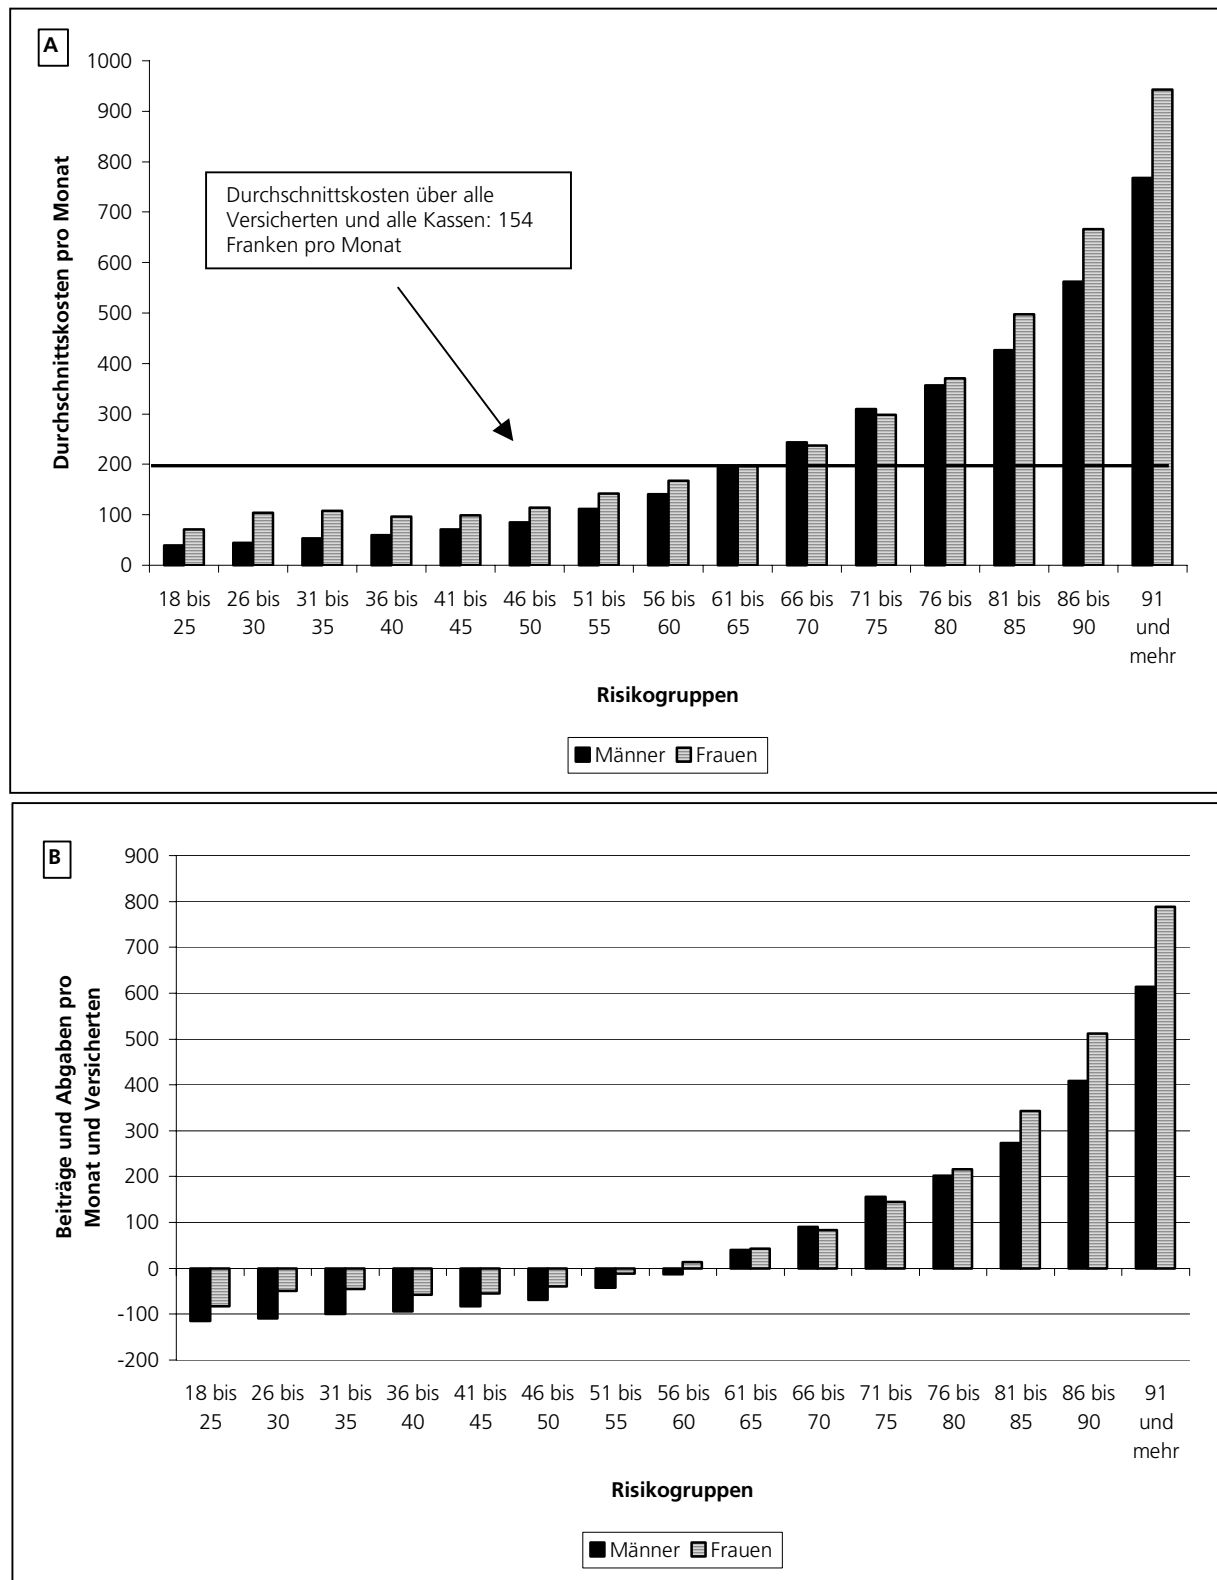 A
1000
900
800
700
600
500
400
300
200
100
0
Durchschnittskosten pro Monat
Durchschnittskosten über alle
Versicherten und alle Kassen: 154
Franken pro Monat
18 bis 26 bis 31 bis 36 bis 41 bis 46 bis 51 bis 56 bis 61 bis 66 bis 71 bis 76 bis 81 bis 86 bis 91
25 30 35 40 45 50 55 60 65 70 75 80 85 90 und
mehr
Risikogruppen
Männer Frauen
B
900
800
700
600
500
400
300
200
100
0
-100
-200
Beiträge und Abgaben pro
Monat und Versicherten
18 bis 26 bis 31 bis 36 bis 41 bis 46 bis 51 bis 56 bis 61 bis 66 bis 71 bis 76 bis 81 bis 86 bis 91
25 30 35 40 45 50 55 60 65 70 75 80 85 90 und
mehr
Risikogruppen
Männer Frauen